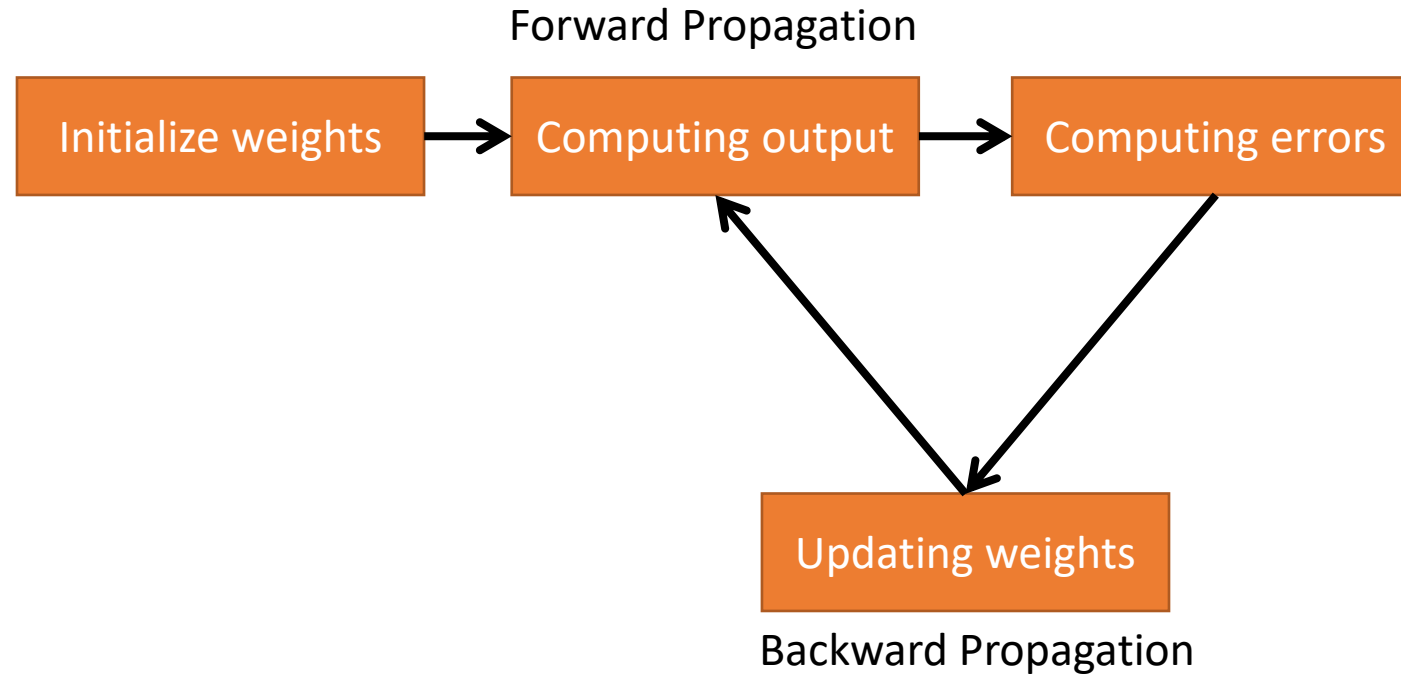 Forward Propagation
Initialize weights
Computing output
Computing errors
Updating weights
Backward Propagation